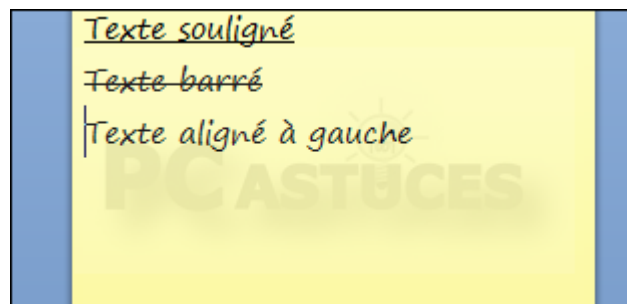 Texte souligné
Texte barré
Texte aligné à gauche
PC ASTUCES